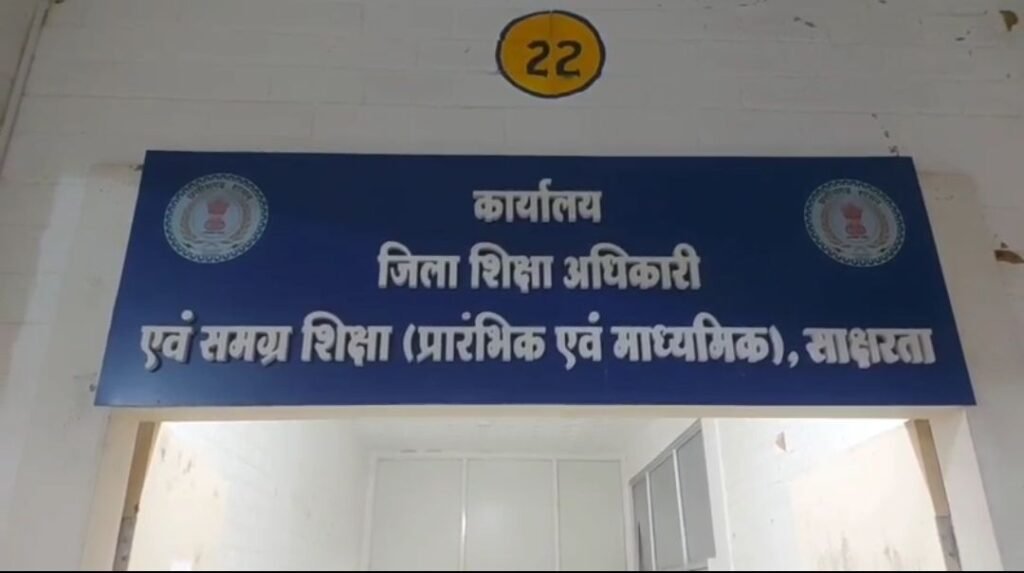 22
कार्यालय
जिला शिक्षा अधिकारी
एवं समग्र शिक्षा (प्रारंभिक एवं माध्यमिक), साक्षरता